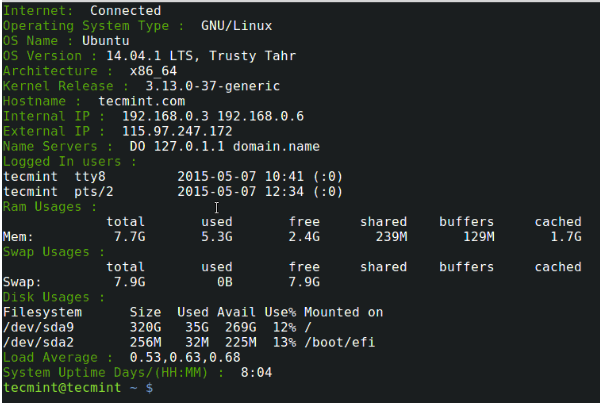 Internet:  Connected
Operating System Type :  GNU/Linux
OS Name : Ubuntu
OS Version : 14.04.1 LTS, Trusty Tahr
Architecture :  x86_64
Kernel Release :  3.13.0-37-generic
Hostname :  tecmint.com
Internal IP :  192.168.0.3 192.168.0.6
External IP :  115.97.247.172
Name Servers :  DO 127.0.1.1 domain.name
Logged In users :
tecmint  tty8         2015-05-07 10:41 (:0)
tecmint  pts/2        2015-05-07 12:34 (:0)
Ram Usages :
             total       used       free     shared    buffers     cached
Mem:          7.7G       5.3G       2.4G       239M       129M       1.7G
Swap Usages :
             total       used       free     shared    buffers     cached
Swap:         7.9G         0B       7.9G
Disk Usages :
Filesystem      Size  Used Avail Use% Mounted on
/dev/sda9       320G   35G  269G  12% /
/dev/sda2       256M   32M  225M  13% /boot/efi
Load Average :  0.53,0.63,0.68
System Uptime Days/(HH:MM) :  8:04
tecmint@tecmint ~ $